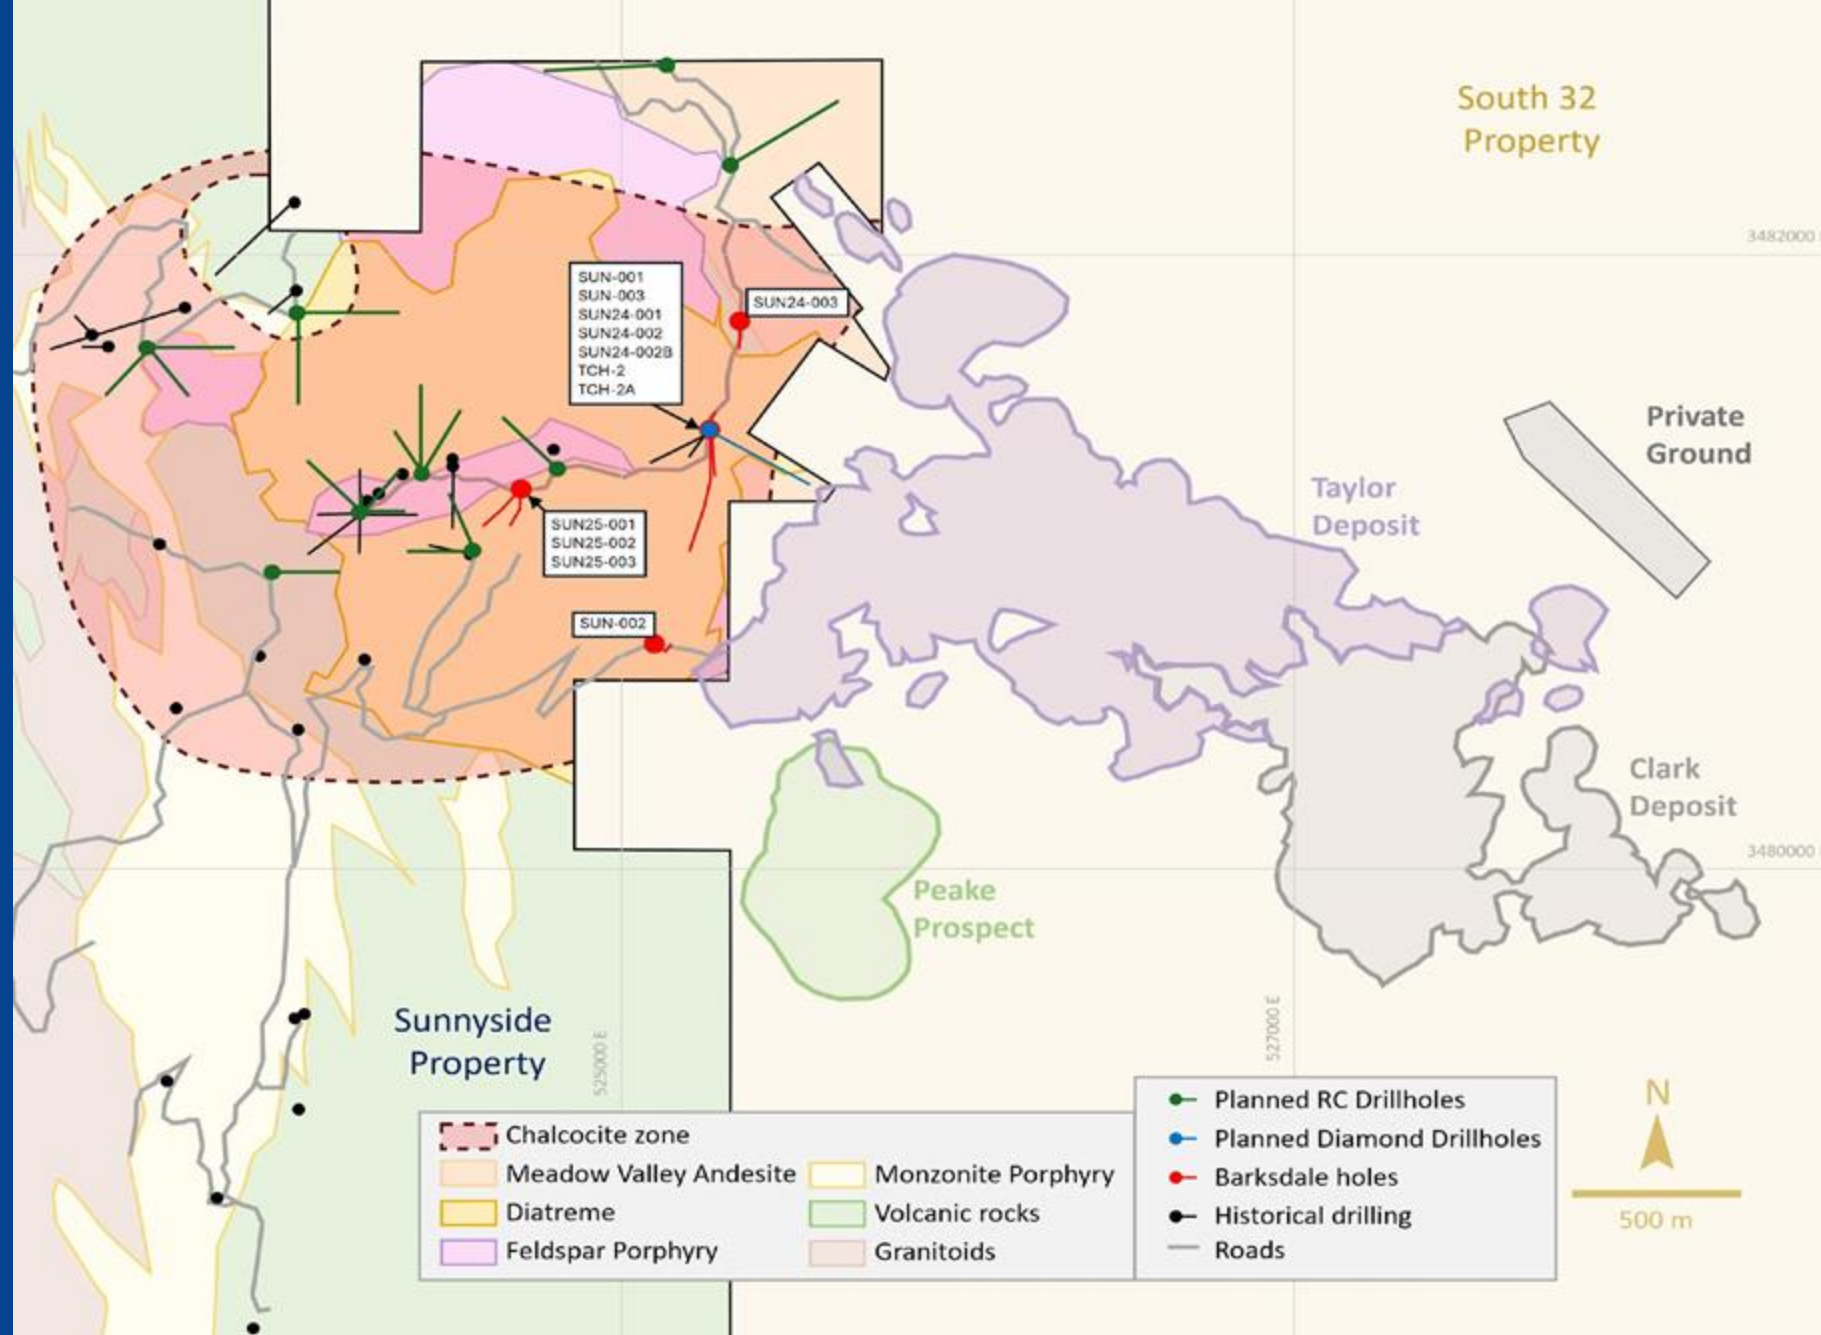 South 32
Property
3482000
SUN-001
SUN-003
SUN24-001
SUN24-002
SUN24-002B
TCH-2
TCH-2A
SUN24-003
Private
Ground
Taylor
Deposit
SUN25-001
SUN25-002
SUN25-003
SUN-002
Clark
Deposit
3480000
Peake
Prospect
Sunnyside
Property
525000 E
527000 E
Chalcocite zone
Meadow Valley Andesite
Diatreme
Feldspar Porphyry
Monzonite Porphyry
Volcanic rocks
Granitoids
Planned RC Drillholes
Planned Diamond Drillholes
Barksdale holes
Historical drilling
Roads
N
500 m